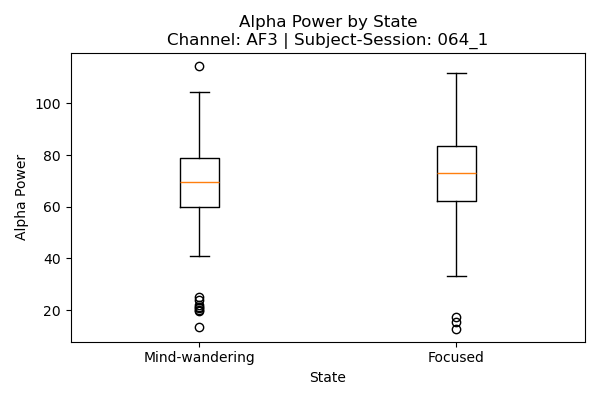 Alpha Power by State
Channel: AF3 | Subject-Session: 064_1
Alpha Power
100
80
60
40
20
Mind-wandering
Focused
State